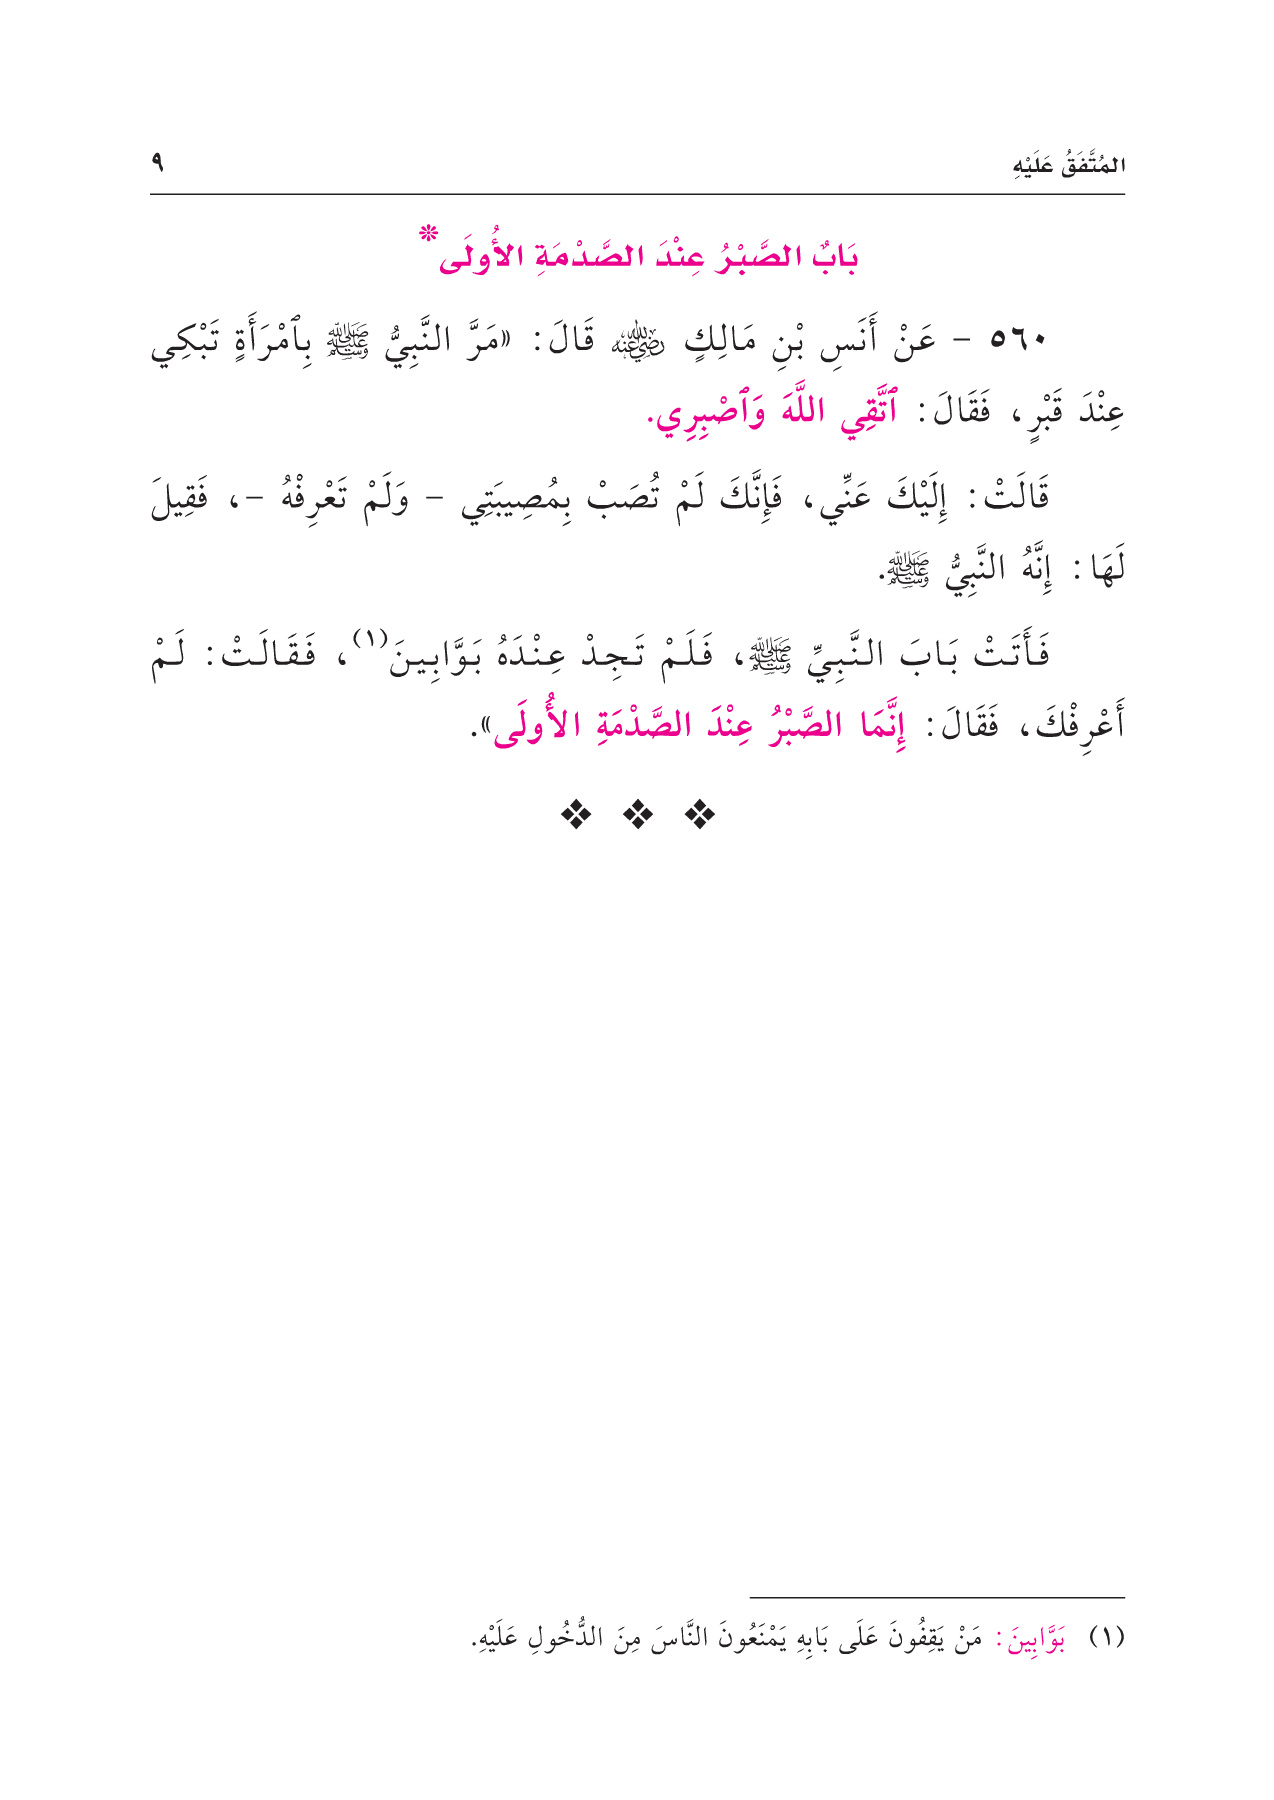 المُتَّفَقُ عَلَيْهِ ٩
بَابٌ الصَّبْرُ عِنْدَ الصَّدْمَةِ الأُولَى*
٥٦٠ - عَنْ أَنَسِ بْنِ مَالِكٍ رضي الله عنه قَالَ: «مَرَّ النَّبِيُّ ﷺ بِٱمْرَأَةٍ تَبْكِي
عِنْدَ قَبْرٍ، فَقَالَ: ٱتَّقِي اللَّهَ وَٱصْبِرِي.
قَالَتْ: إِلَيْكَ عَنِّي، فَإِنَّكَ لَمْ تُصَبْ بِمُصِيبَتِي - وَلَمْ تَعْرِفْهُ -، فَقِيلَ
لَهَا: إِنَّهُ النَّبِيُّ ﷺ.
فَأَتَتْ بَابَ النَّبِيِّ ﷺ، فَلَمْ تَجِدْ عِنْدَهُ بَوَّابِينَ(١)، فَقَالَتْ: لَمْ
أَعْرِفْكَ، فَقَالَ: إِنَّمَا الصَّبْرُ عِنْدَ الصَّدْمَةِ الأُولَى».
(١) بَوَّابِينَ: مَنْ يَقِفُونَ عَلَى بَابِهِ يَمْنَعُونَ النَّاسَ مِنَ الدُّخُولِ عَلَيْهِ.